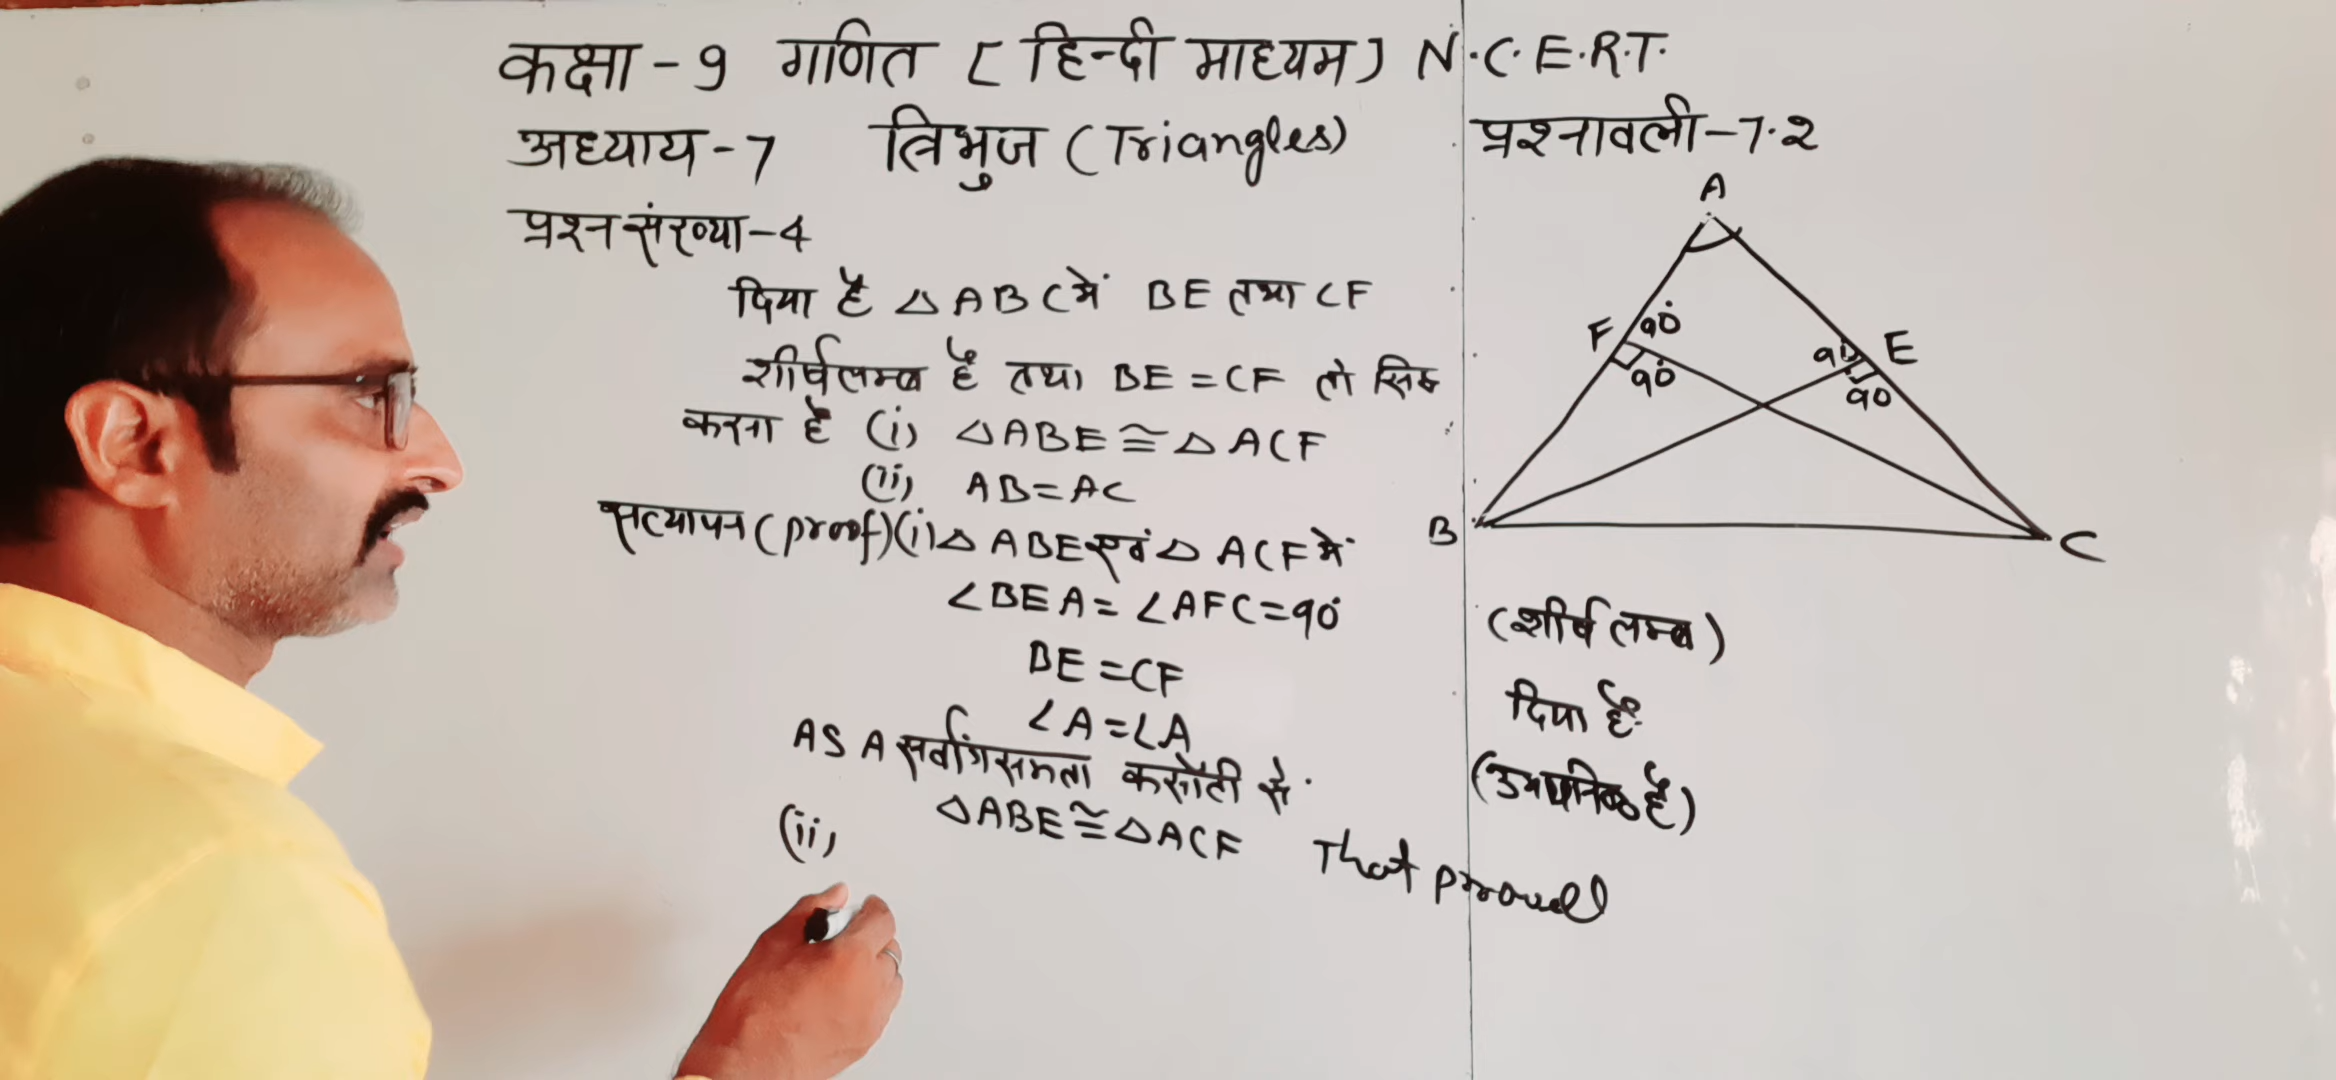 कक्षा - 9 गणित [ हिन्दी माध्यम ] N.C.E.R.T.
अध्याय - 7 त्रिभुज (Triangles) प्रश्नावली - 7.2
प्रश्न संख्या - 4
दिया है △ABC में BE तथा CF
शीर्षलम्ब है तथा BE = CF तो सिद्ध
करना है (i) △ABE ≅ △ACF
(ii) AB = AC
सत्यापन (proof) (i) △ABE एवं △ACF में
∠BEA = ∠AFC = 90° (शीर्ष लम्ब)
BE = CF दिया है
∠A = ∠A (उभयनिष्ठ है)
ASA सर्वांगसमता कसौटी से
△ABE ≅ △ACF That proved
(ii)
A
F 90°
90°
90 E
90
B
C